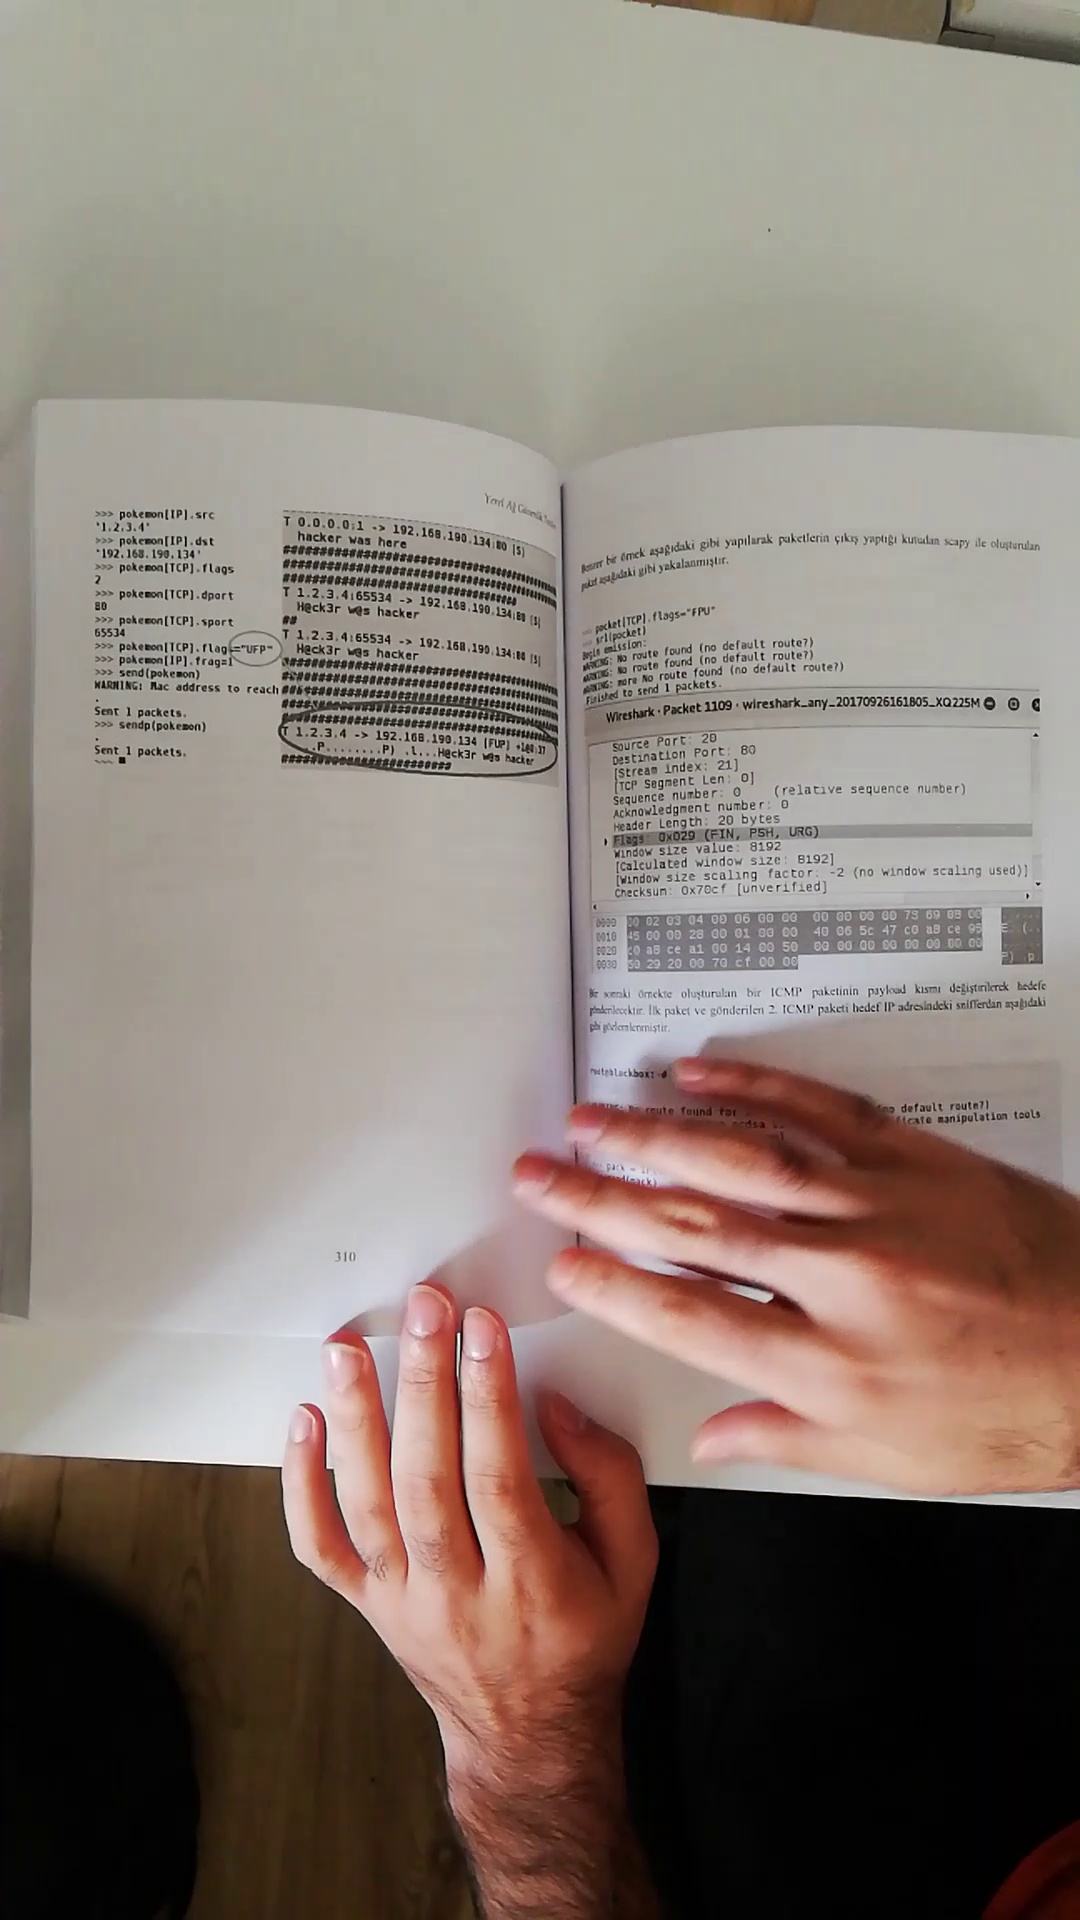 Yerel Ağ Güvenlik
>>> pokemon[IP].src
'1.2.3.4'
>>> pokemon[IP].dst
'192.168.190.134'
>>> pokemon[TCP].flags
2
>>> pokemon[TCP].dport
80
>>> pokemon[TCP].sport
65534
>>> pokemon[TCP].flag="UFP"
>>> pokemon[IP].frag=1
>>> send(pokemon)
WARNING: Mac address to reach
.
Sent 1 packets.
>>> sendp(pokemon)
.
Sent 1 packets.
T 0.0.0.0:1 -> 192.168.190.134:80 [S]
hacker was here
T 1.2.3.4:65534 -> 192.168.190.134:80 [S]
H@ck3r w@s hacker
##
T 1.2.3.4:65534 -> 192.168.190.134:80 [S]
H@ck3r w@s hacker
T 1.2.3.4 -> 192.168.190.134 [FUP]
..P........P) .l...H@ck3r w@s hacker
310
Benzer bir örnek aşağıdaki gibi yapılarak paketlerin çıkış yaptığı kutudan scapy ile oluşturulan
paket aşağıdaki gibi yakalanmıştır.
>>> pocket[TCP].flags="FPU"
>>> sr1(pocket)
Begin emission:
WARNING: No route found (no default route?)
WARNING: No route found (no default route?)
WARNING: more No route found (no default route?)
Finished to send 1 packets.
Wireshark · Packet 1109 · wireshark_any_20170926161805_XQ225M
Source Port: 20
Destination Port: 80
[Stream index: 21]
[TCP Segment Len: 0]
Sequence number: 0 (relative sequence number)
Acknowledgment number: 0
Header Length: 20 bytes
Flags: 0x029 (FIN, PSH, URG)
Window size value: 8192
[Calculated window size: 8192]
[Window size scaling factor: -2 (no window scaling used)]
Checksum: 0x70cf [unverified]
0000 00 02 03 04 00 06 00 00 00 00 00 00 73 69 08 00
0010 45 00 00 28 00 01 00 00 40 06 5c 47 c0 a8 ce 95
0020 c0 a8 ce a1 00 14 00 50 00 00 00 00 00 00 00 00
0030 50 29 20 00 70 cf 00 00
Bir sonraki örnekte oluşturulan bir ICMP paketinin payload kısmı değiştirilerek hedefe
gönderilecektir. İlk paket ve gönderilen 2. ICMP paketi hedef IP adresindeki snifferdan aşağıdaki
gibi gözlemlenmiştir.
root@blackbox:~#
No route found for (no default route?)
ficate manipulation tools
pack =